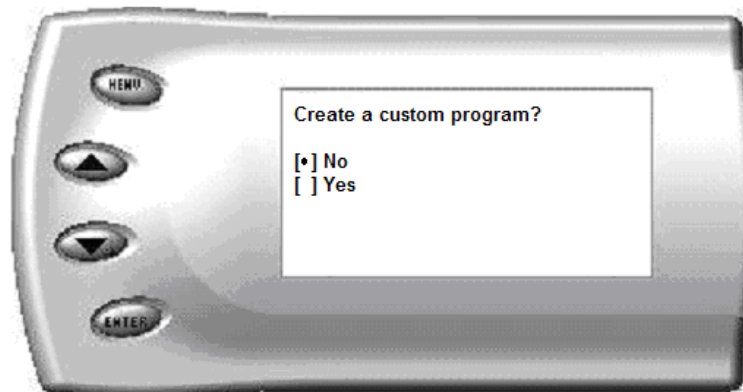 MENU
Create a custom program?
[•] No
[ ] Yes
ENTER